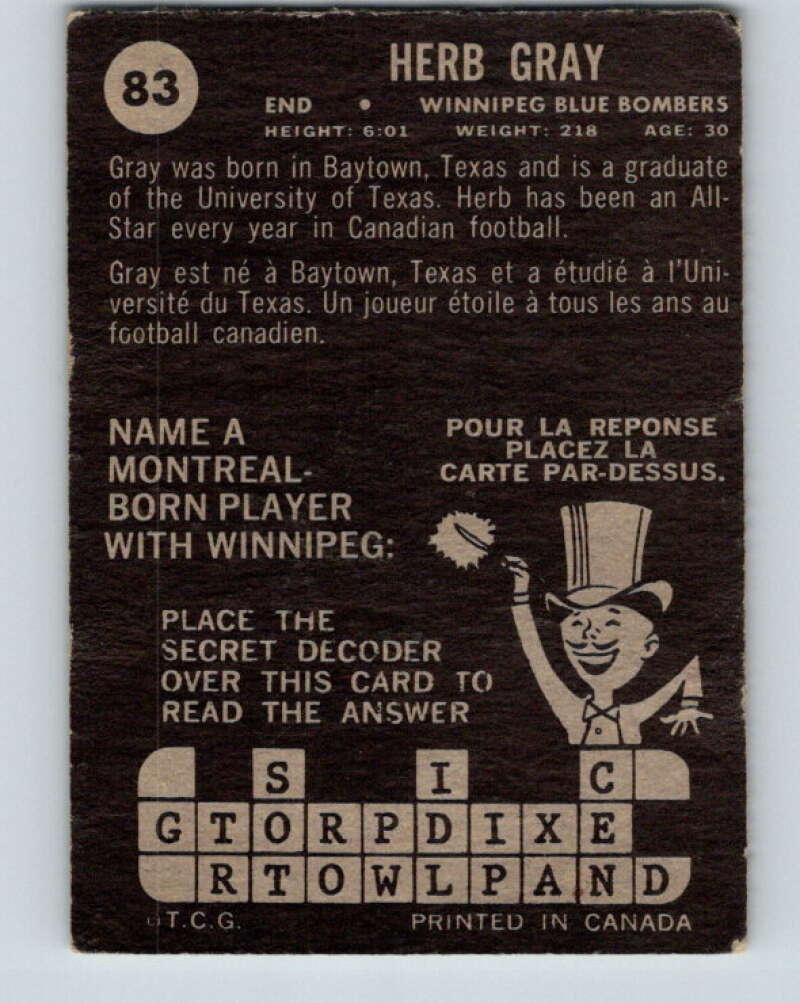 83
HERB GRAY
END • WINNIPEG BLUE BOMBERS
HEIGHT: 6:01 WEIGHT: 218 AGE: 30
Gray was born in Baytown, Texas and is a graduate
of the University of Texas. Herb has been an All-
Star every year in Canadian football.
Gray est né à Baytown, Texas et a étudié à l'Uni-
versité du Texas. Un joueur étoile à tous les ans au
football canadien.
NAME A
MONTREAL-
BORN PLAYER
WITH WINNIPEG:
POUR LA REPONSE
PLACEZ LA
CARTE PAR-DESSUS.
PLACE THE
SECRET DECODER
OVER THIS CARD TO
READ THE ANSWER
S I C
G T O R P D I X E
R T O W L P A N D
©T.C.G. PRINTED IN CANADA